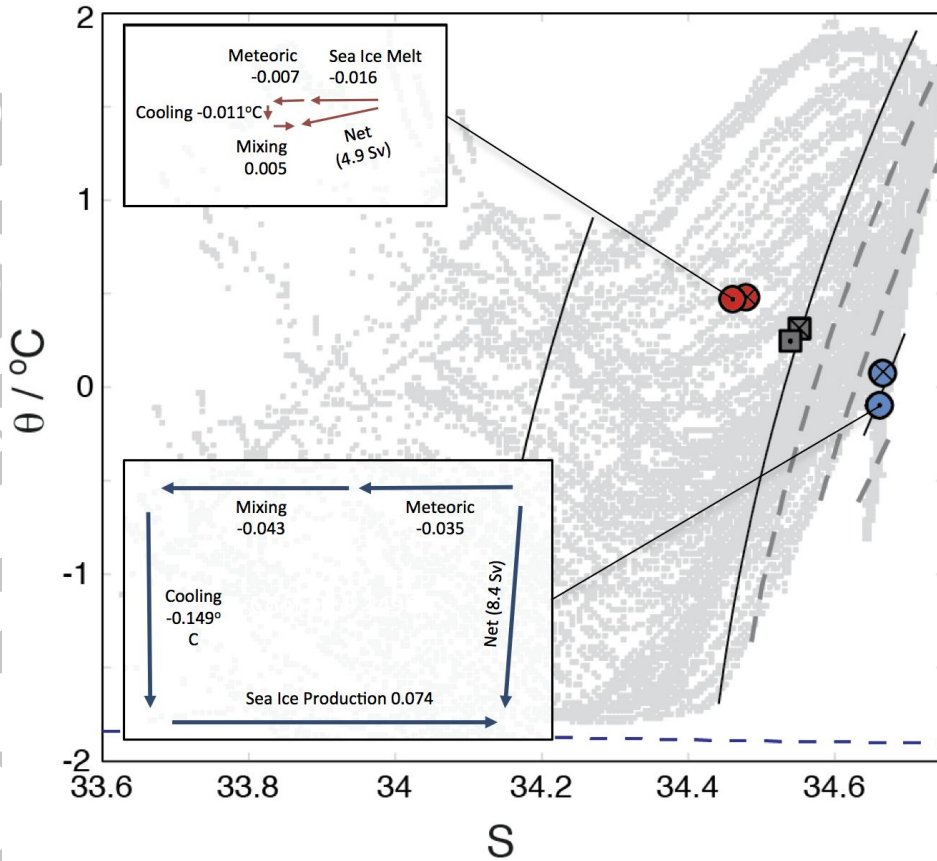 2
Meteoric Sea Ice Melt
-0.007 -0.016
Cooling -0.011°C
Mixing
0.005
Net
(4.9 Sv)
1
θ / °C
0
Mixing
-0.043
Meteoric
-0.035
Cooling
-0.149°
C
Net (8.4 Sv)
-1
Sea Ice Production 0.074
-2
33.6 33.8 34 34.2 34.4 34.6
S